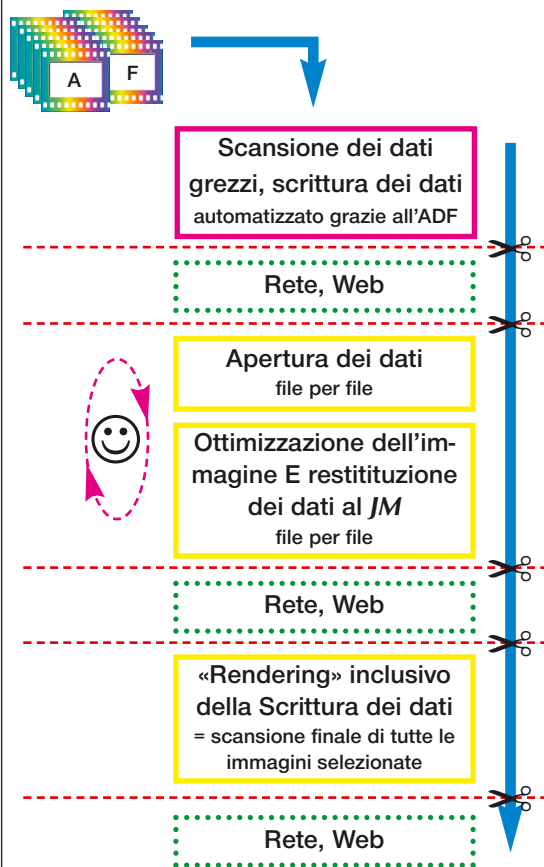 A F
Scansione dei dati
grezzi, scrittura dei dati
automatizzato grazie all'ADF
Rete, Web
Apertura dei dati
file per file
Ottimizzazione dell'im-
magine E restitituzione
dei dati al JM
file per file
Rete, Web
«Rendering» inclusivo
della Scrittura dei dati
= scansione finale di tutte le
immagini selezionate
Rete, Web